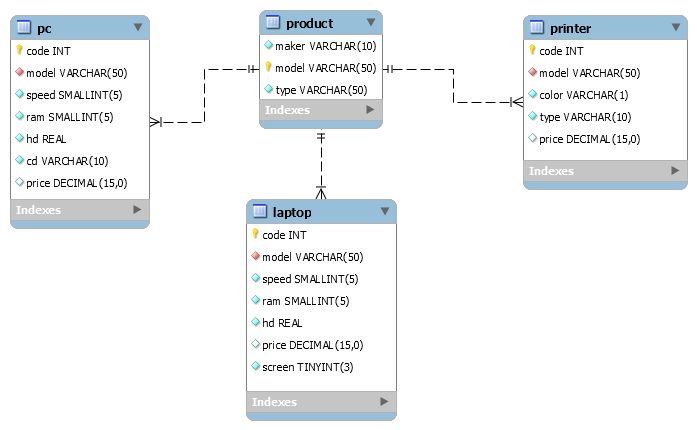 pc
code INT
model VARCHAR(50)
speed SMALLINT(5)
ram SMALLINT(5)
hd REAL
cd VARCHAR(10)
price DECIMAL(15,0)
Indexes
product
maker VARCHAR(10)
model VARCHAR(50)
type VARCHAR(50)
Indexes
printer
code INT
model VARCHAR(50)
color VARCHAR(1)
type VARCHAR(10)
price DECIMAL(15,0)
Indexes
laptop
code INT
model VARCHAR(50)
speed SMALLINT(5)
ram SMALLINT(5)
hd REAL
price DECIMAL(15,0)
screen TINYINT(3)
Indexes